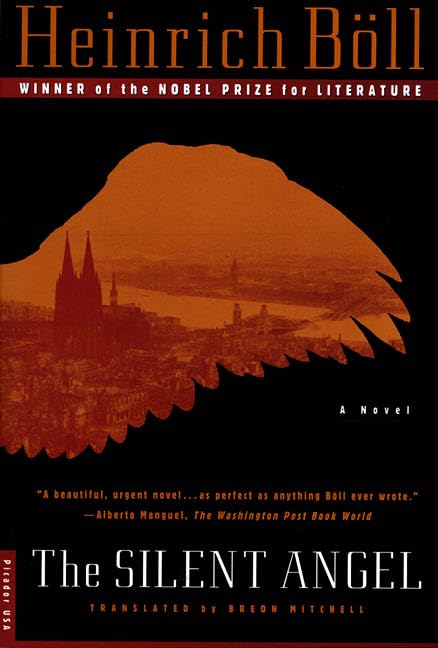 Heinrich Böll
WINNER of the NOBEL PRIZE for LITERATURE
A Novel
"A beautiful, urgent novel...as perfect as anything Böll ever wrote."
—Alberto Manguel, The Washington Post Book World
The SILENT ANGEL
TRANSLATED by BREON MITCHELL
Picador USA